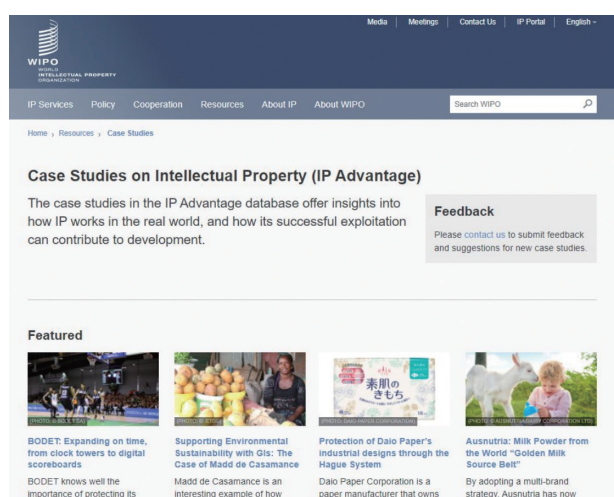 Media
Meetings
Contact Us
IP Portal
English
WIPO
WORLD
INTELLECTUAL PROPERTY
ORGANIZATION
IP Services
Policy
Cooperation
Resources
About IP
About WIPO
Search WIPO
Home › Resources › Case Studies
Case Studies on Intellectual Property (IP Advantage)
The case studies in the IP Advantage database offer insights into
how IP works in the real world, and how its successful exploitation
can contribute to development.
Feedback
Please contact us to submit feedback
and suggestions for new case studies.
Featured
(PHOTO: © BODET SA)
BODET: Expanding on time,
from clock towers to digital
scoreboards
BODET knows well the
importance of protecting its
Supporting Environmental
Sustainability with GIs: The
Case of Madd de Casamance
Madd de Casamance is an
interesting example of how
素肌の
きもち
(PHOTO: DAIO PAPER CORPORATION)
Protection of Daio Paper's
industrial designs through the
Hague System
Daio Paper Corporation is a
paper manufacturer that owns
Ausnutria: Milk Powder from
the World "Golden Milk
Source Belt"
By adopting a multi-brand
strategy, Ausnutria has now